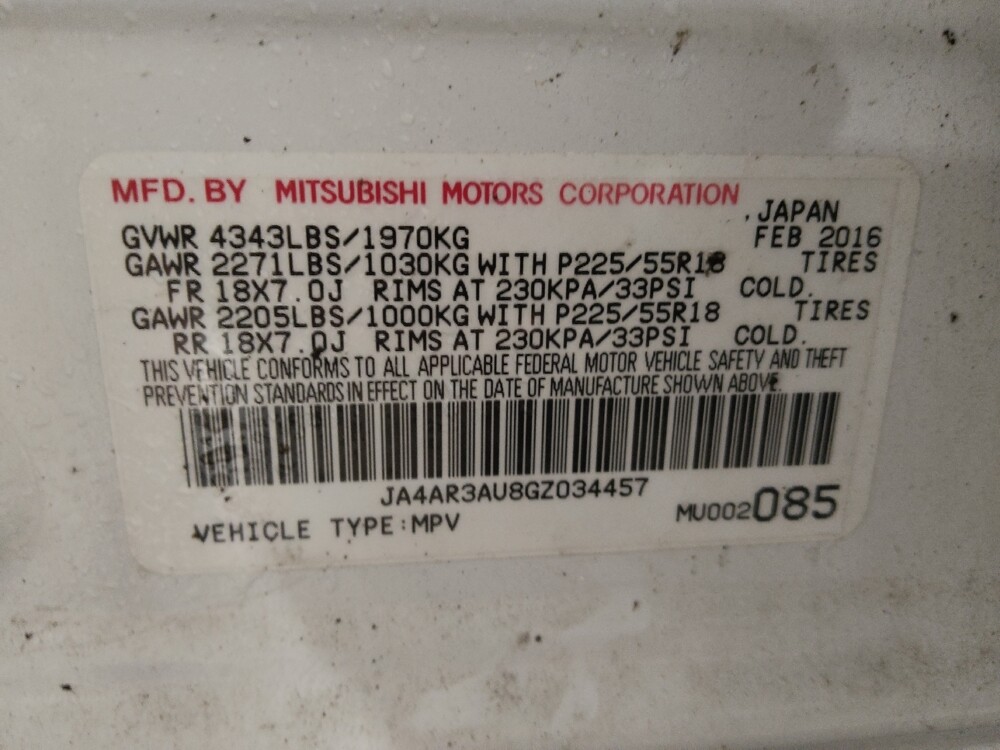 MFD. BY MITSUBISHI MOTORS CORPORATION
JAPAN
GVWR 4343LBS/1970KG FEB 2016
GAWR 2271LBS/1030KG WITH P225/55R18 TIRES
FR 18X7.0J RIMS AT 230KPA/33PSI COLD.
GAWR 2205LBS/1000KG WITH P225/55R18 TIRES
RR 18X7.0J RIMS AT 230KPA/33PSI COLD.
THIS VEHICLE CONFORMS TO ALL APPLICABLE FEDERAL MOTOR VEHICLE SAFETY AND THEFT
PREVENTION STANDARDS IN EFFECT ON THE DATE OF MANUFACTURE SHOWN ABOVE.
JA4AR3AU8GZ034457
VEHICLE TYPE:MPV MU002085